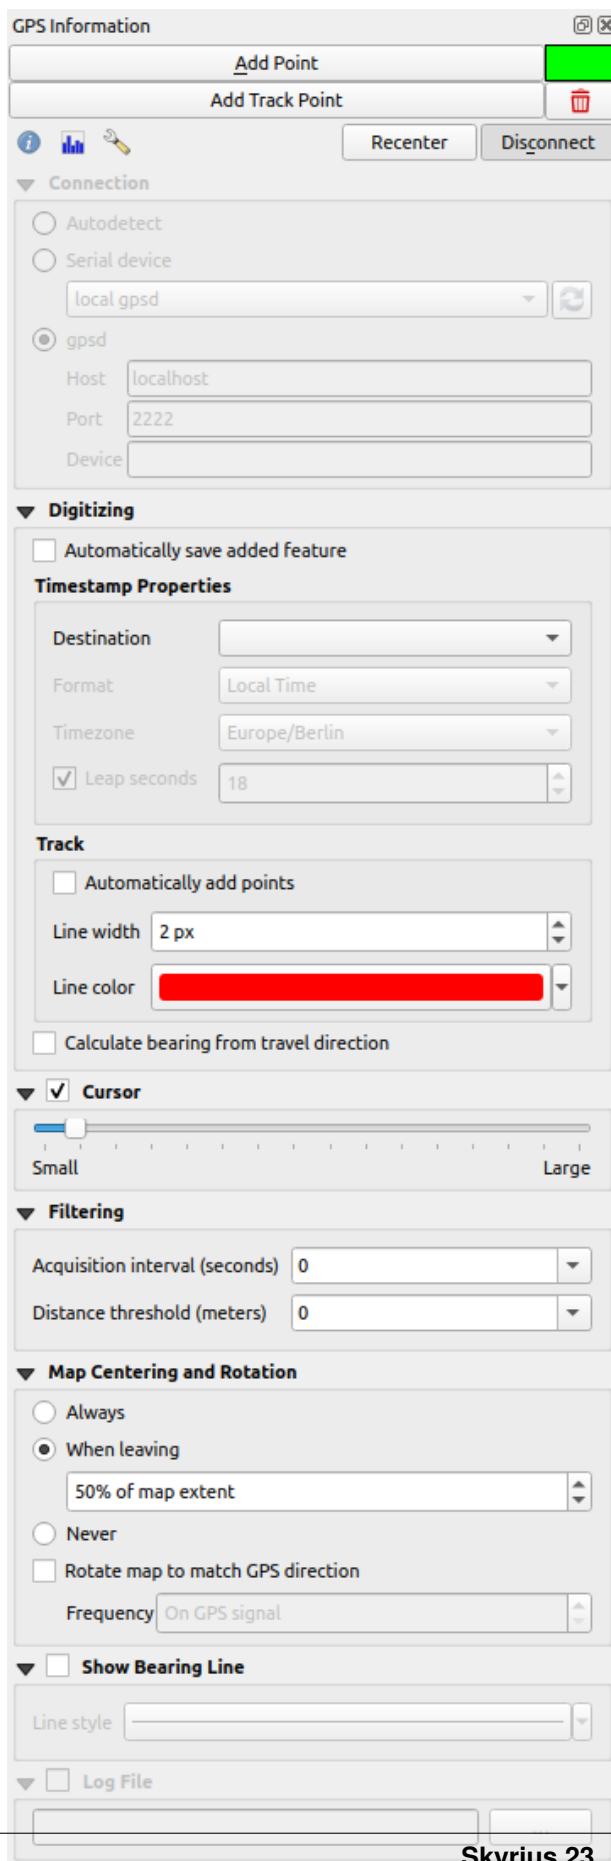 GPS Information
Add Point
Add Track Point
Recenter
Disconnect
Connection
Autodetect
Serial device
local gpsd
gpsd
Host localhost
Port 2222
Device
Digitizing
Automatically save added feature
Timestamp Properties
Destination
Format Local Time
Timezone Europe/Berlin
Leap seconds 18
Track
Automatically add points
Line width 2 px
Line color
Calculate bearing from travel direction
Cursor
Small Large
Filtering
Acquisition interval (seconds) 0
Distance threshold (meters) 0
Map Centering and Rotation
Always
When leaving
50% of map extent
Never
Rotate map to match GPS direction
Frequency On GPS signal
Show Bearing Line
Line style
Log File
...
Skyrius 23